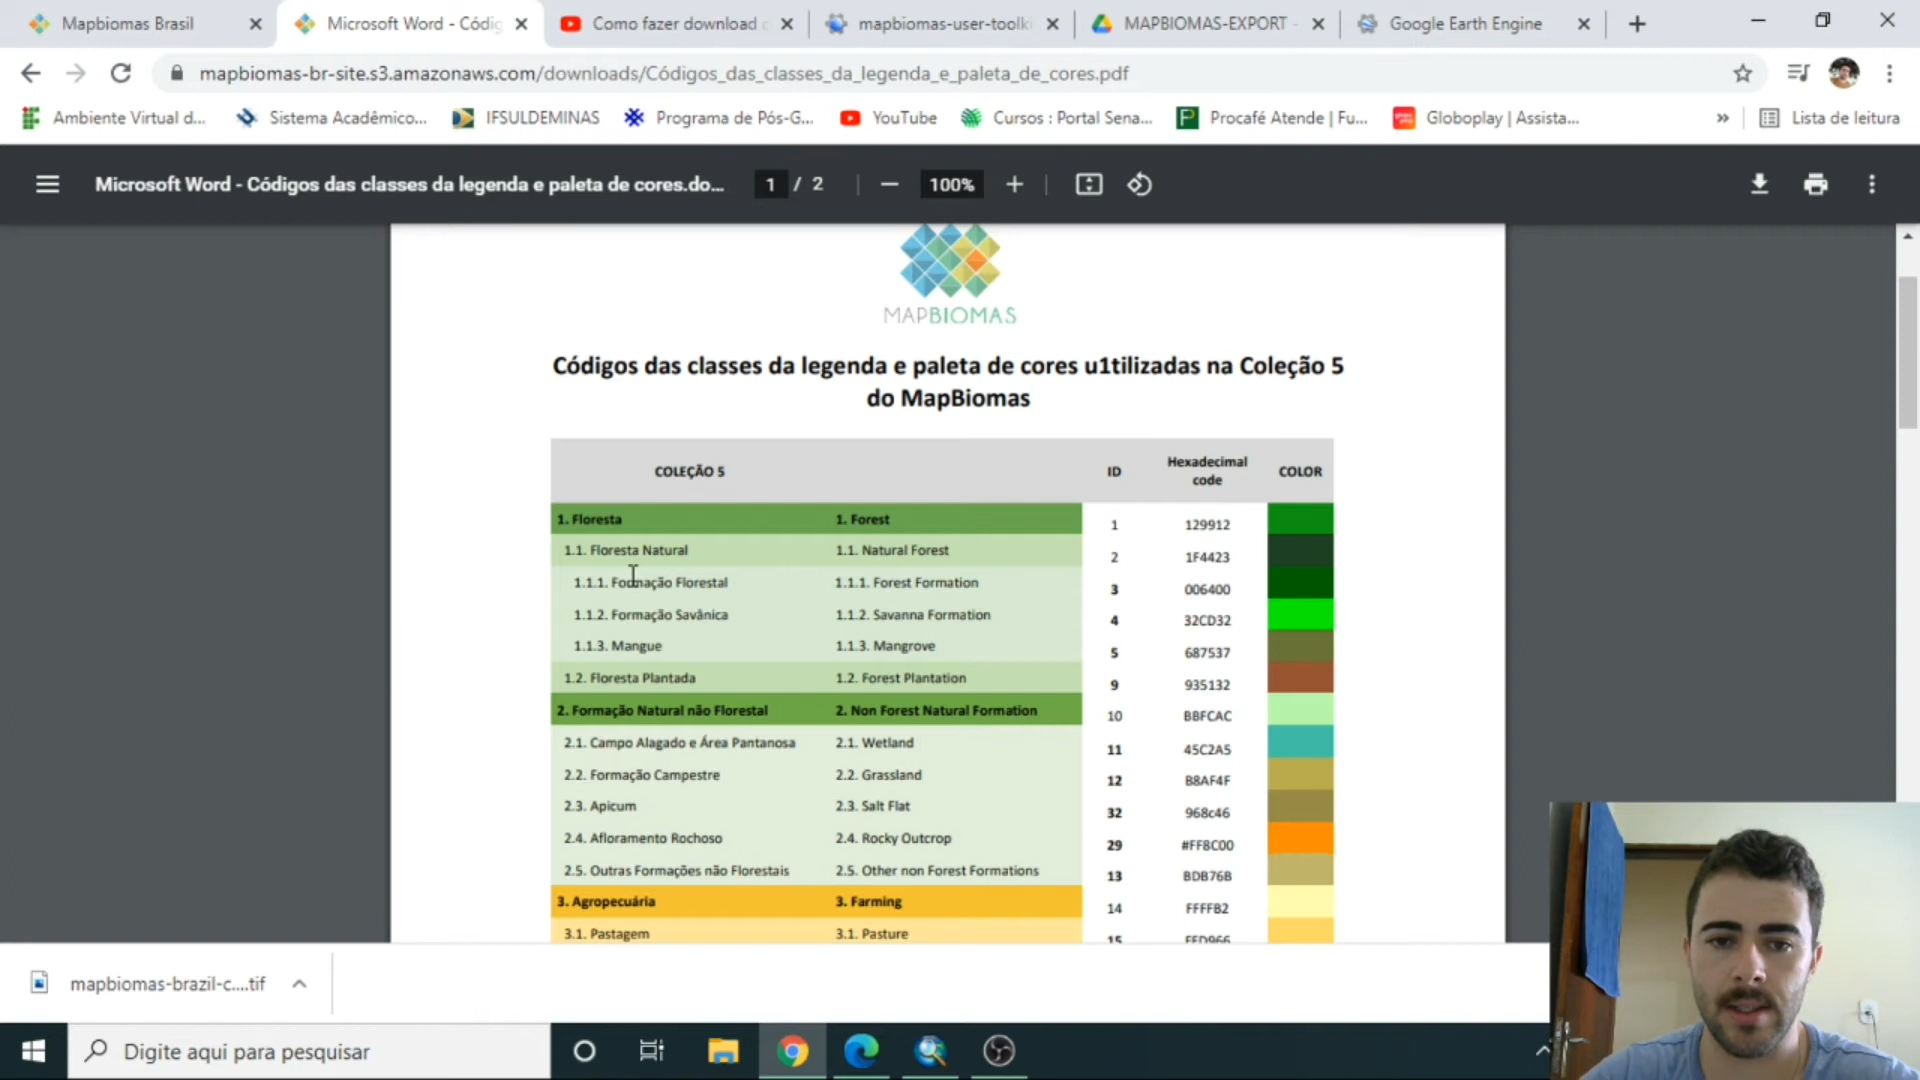 Mapbiomas Brasil
Microsoft Word - Códig
Como fazer download d
mapbiomas-user-toolki
MAPBIOMAS-EXPORT -
Google Earth Engine
mapbiomas-br-site.s3.amazonaws.com/downloads/Códigos_das_classes_da_legenda_e_paleta_de_cores.pdf
Ambiente Virtual d...
Sistema Acadêmico...
IFSULDEMINAS
Programa de Pós-G...
YouTube
Cursos : Portal Sena...
Procafé Atende | Fu...
Globoplay | Assista...
»
Lista de leitura
Microsoft Word - Códigos das classes da legenda e paleta de cores.do...
1 / 2
100%
MAPBIOMAS
Códigos das classes da legenda e paleta de cores u1tilizadas na Coleção 5
do MapBiomas
COLEÇÃO 5 ID Hexadecimal code COLOR
1. Floresta 1. Forest 1 129912
1.1. Floresta Natural 1.1. Natural Forest 2 1F4423
1.1.1. Formação Florestal 1.1.1. Forest Formation 3 006400
1.1.2. Formação Savânica 1.1.2. Savanna Formation 4 32CD32
1.1.3. Mangue 1.1.3. Mangrove 5 687537
1.2. Floresta Plantada 1.2. Forest Plantation 9 935132
2. Formação Natural não Florestal 2. Non Forest Natural Formation 10 BBFCAC
2.1. Campo Alagado e Área Pantanosa 2.1. Wetland 11 45C2A5
2.2. Formação Campestre 2.2. Grassland 12 B8AF4F
2.3. Apicum 2.3. Salt Flat 32 968c46
2.4. Afloramento Rochoso 2.4. Rocky Outcrop 29 #FF8C00
2.5. Outras Formações não Florestais 2.5. Other non Forest Formations 13 BDB76B
3. Agropecuária 3. Farming 14 FFFFB2
3.1. Pastagem 3.1. Pasture 15 FFD966
mapbiomas-brazil-c....tif
Digite aqui para pesquisar